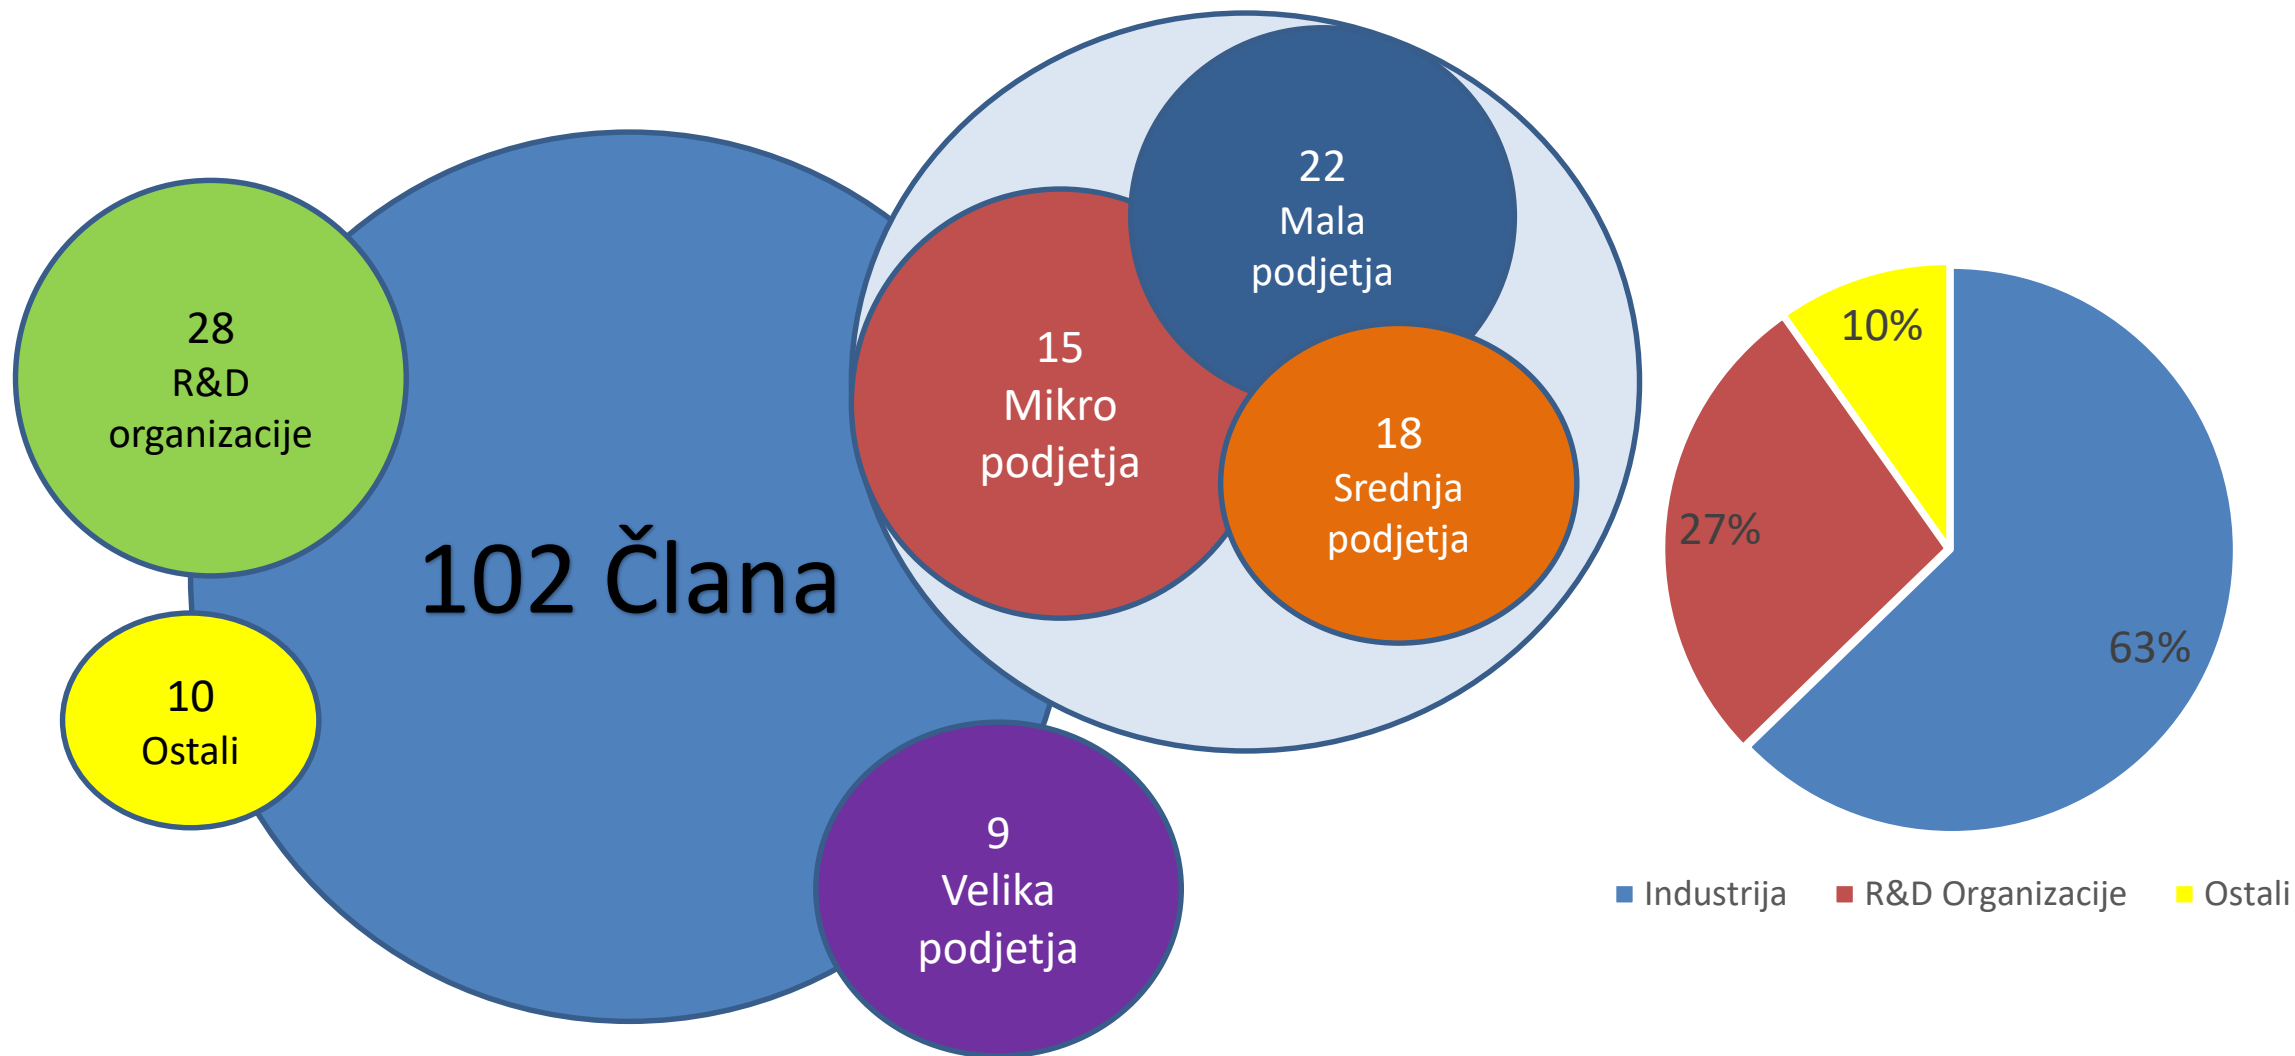 28
R&D
organizacije
102 Člana
10
Ostali
22
Mala
podjetja
15
Mikro
podjetja
18
Srednja
podjetja
9
Velika
podjetja
10%
27%
63%
Industrija
R&D Organizacije
Ostali